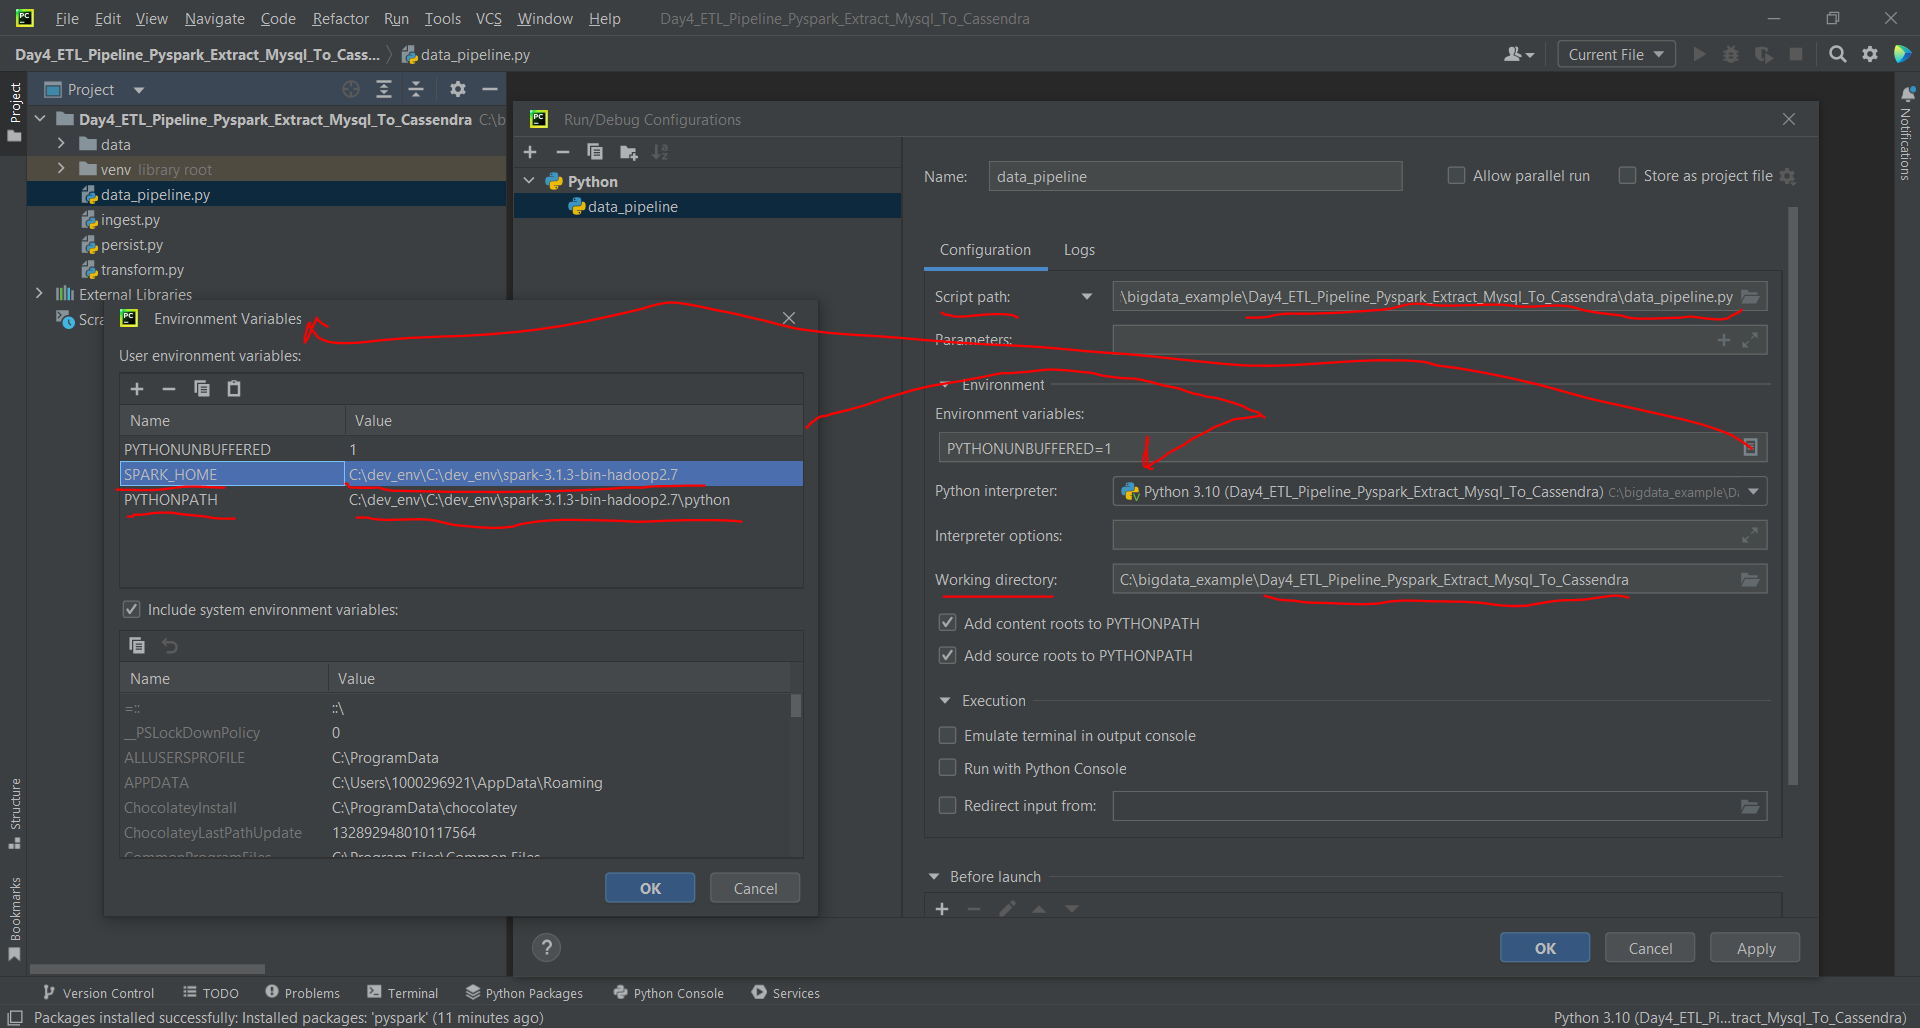 File Edit View Navigate Code Refactor Run Tools VCS Window Help Day4_ETL_Pipeline_Pyspark_Extract_Mysql_To_Cassendra
Day4_ETL_Pipeline_Pyspark_Extract_Mysql_To_Cass... data_pipeline.py
Current File
Project
Project
Day4_ETL_Pipeline_Pyspark_Extract_Mysql_To_Cassendra C:\b
data
venv library root
data_pipeline.py
ingest.py
persist.py
transform.py
External Libraries
Scra
Notifications
Run/Debug Configurations
Python
data_pipeline
Name: data_pipeline
Allow parallel run
Store as project file
Configuration Logs
Script path: \bigdata_example\Day4_ETL_Pipeline_Pyspark_Extract_Mysql_To_Cassendra\data_pipeline.py
Parameters:
Environment
Environment variables:
PYTHONUNBUFFERED=1
Python interpreter: Python 3.10 (Day4_ETL_Pipeline_Pyspark_Extract_Mysql_To_Cassendra) C:\bigdata_example\D
Interpreter options:
Working directory: C:\bigdata_example\Day4_ETL_Pipeline_Pyspark_Extract_Mysql_To_Cassendra
Add content roots to PYTHONPATH
Add source roots to PYTHONPATH
Execution
Emulate terminal in output console
Run with Python Console
Redirect input from:
Before launch
? OK Cancel Apply
Environment Variables
User environment variables:
Name Value
PYTHONUNBUFFERED 1
SPARK_HOME C:\dev_env\C:\dev_env\spark-3.1.3-bin-hadoop2.7
PYTHONPATH C:\dev_env\C:\dev_env\spark-3.1.3-bin-hadoop2.7\python
Include system environment variables:
Name Value
=:: ::\
__PSLockDownPolicy 0
ALLUSERSPROFILE C:\ProgramData
APPDATA C:\Users\1000296921\AppData\Roaming
ChocolateyInstall C:\ProgramData\chocolatey
ChocolateyLastPathUpdate 132892948010117564
CommonProgramFiles C:\Program Files\Common Files
OK Cancel
Structure
Bookmarks
Version Control TODO Problems Terminal Python Packages Python Console Services
Packages installed successfully: Installed packages: 'pyspark' (11 minutes ago) Python 3.10 (Day4_ETL_Pi...tract_Mysql_To_Cassendra)